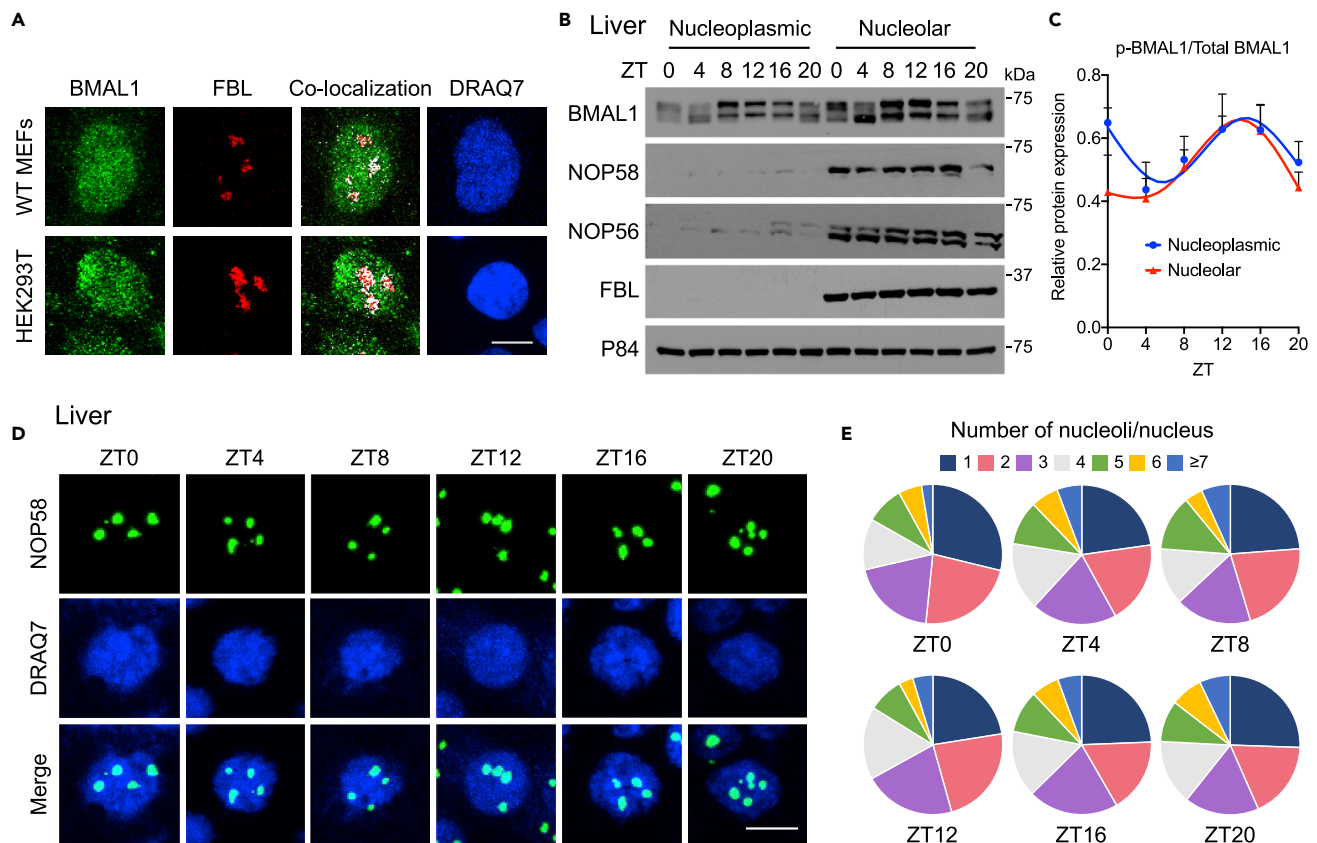 A
BMAL1 FBL Co-localization DRAQ7
WT MEFs
HEK293T
B
Liver
Nucleoplasmic Nucleolar
ZT 0 4 8 12 16 20 0 4 8 12 16 20 kDa
BMAL1 -75
NOP58 -75
NOP56 -75
FBL -37
P84 -75
C
p-BMAL1/Total BMAL1
Relative protein expression
0.8
0.6
0.4
0.2
0.0
Nucleoplasmic
Nucleolar
0 4 8 12 16 20
ZT
D
Liver
ZT0 ZT4 ZT8 ZT12 ZT16 ZT20
NOP58
DRAQ7
Merge
E
Number of nucleoli/nucleus
1 2 3 4 5 6 ≥7
ZT0 ZT4 ZT8
ZT12 ZT16 ZT20